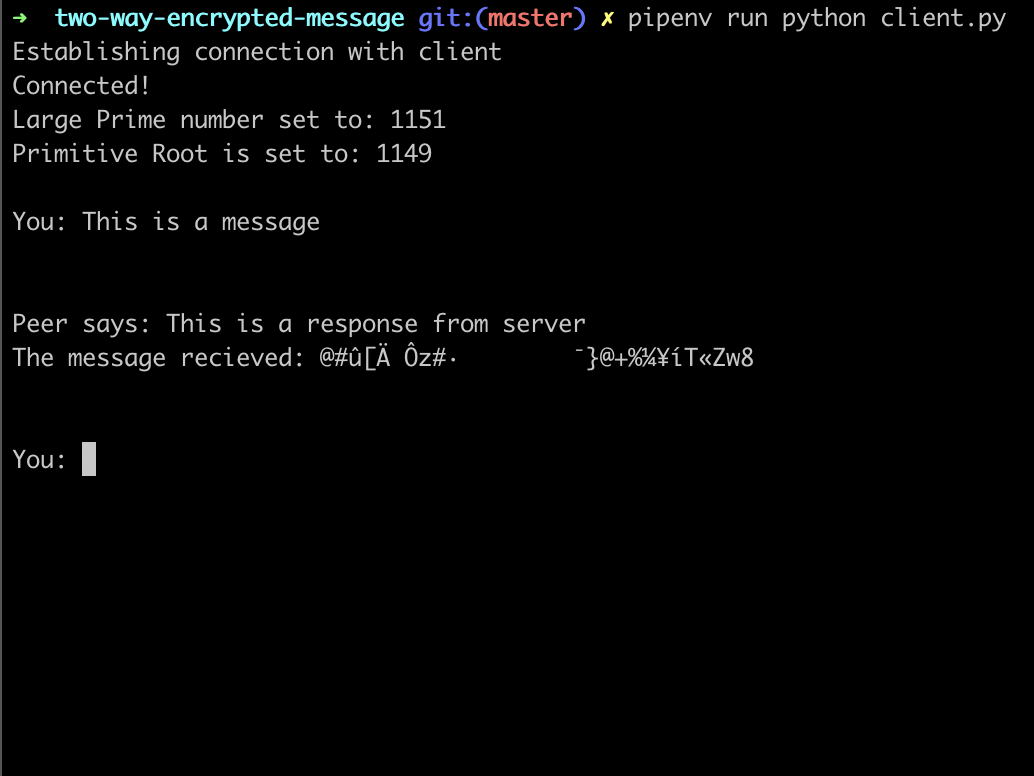 ➜  two-way-encrypted-message git:(master) ✗ pipenv run python client.py
Establishing connection with client
Connected!
Large Prime number set to: 1151
Primitive Root is set to: 1149
You: This is a message
Peer says: This is a response from server
The message recieved: @#û[Ä Ôz#·        ¯}@+%¼¥íT«Zw8
You: